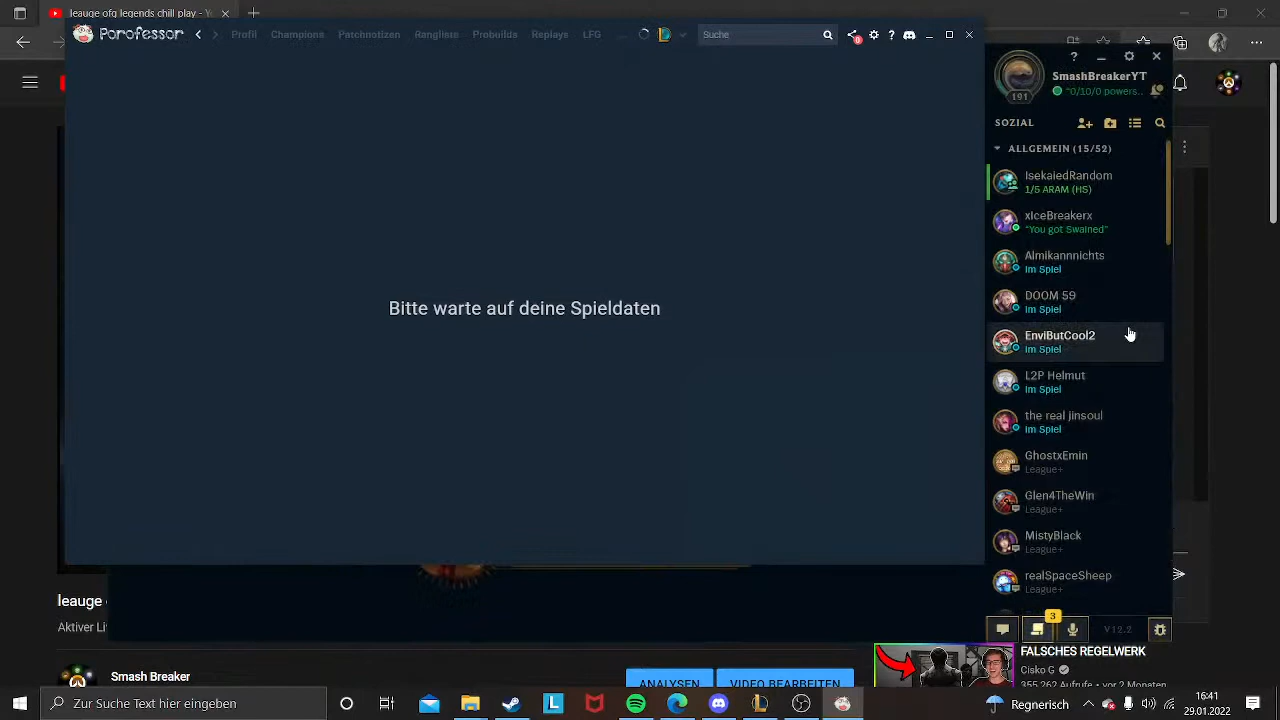 leauge ofg legends chill play -
Porofessor
Profil Champions Patchnotizen Rangliste Probuilds Replays LFG
Suche
0
SmashBreakerYT
"0/10/0 powers..
191
SOZIAL
ALLGEMEIN (15/52)
IsekaiedRandom
1/5 ARAM (HS)
xIceBreakerx
"You got Swained"
Almikannnichts
Im Spiel
DOOM 59
Im Spiel
EnviButCool2
Im Spiel
L2P Helmut
Im Spiel
the real jinsoul
Im Spiel
GhostxEmin
League+
Glen4TheWin
League+
MistyBlack
League+
realSpaceSheep
League+
Bitte warte auf deine Spieldaten
3
V12.2
leauge
Aktiver Li
Smash Breaker
ANALYSEN VIDEO BEARBEITEN
FALSCHES REGELWERK
Cisko G
355.262 Aufrufe • vor 2 Monaten
Zu Suchen Text hier eingeben
Regenwarnung
16:41
29.01.2022